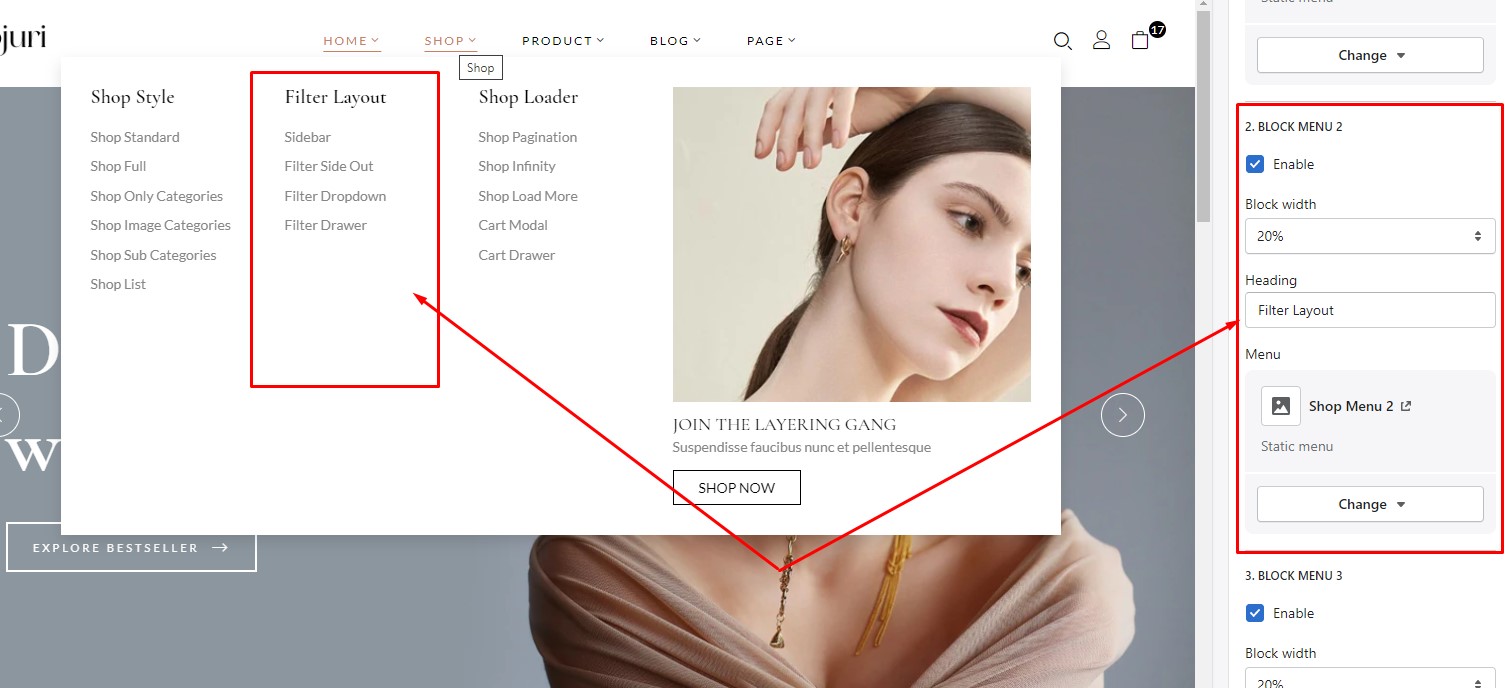 juri
HOME
SHOP
PRODUCT
BLOG
PAGE
17
Shop
Shop Style
Shop Standard
Shop Full
Shop Only Categories
Shop Image Categories
Shop Sub Categories
Shop List
Filter Layout
Sidebar
Filter Side Out
Filter Dropdown
Filter Drawer
Shop Loader
Shop Pagination
Shop Infinity
Shop Load More
Cart Modal
Cart Drawer
JOIN THE LAYERING GANG
Suspendisse faucibus nunc et pellentesque
SHOP NOW
D
w
EXPLORE BESTSELLER
Static menu
Change
2. BLOCK MENU 2
Enable
Block width
20%
Heading
Filter Layout
Menu
Shop Menu 2
Static menu
Change
3. BLOCK MENU 3
Enable
Block width
20%